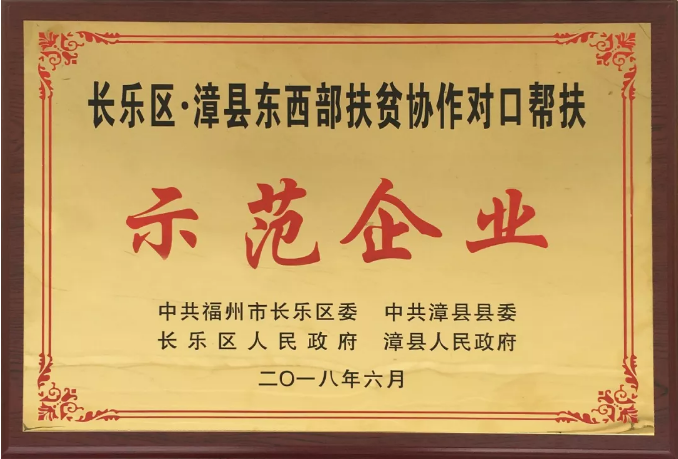 长乐区·漳县东西部扶贫协作对口帮扶
示范企业
中共福州市长乐区委 中共漳县县委
长乐区人民政府 漳县人民政府
二〇一八年六月